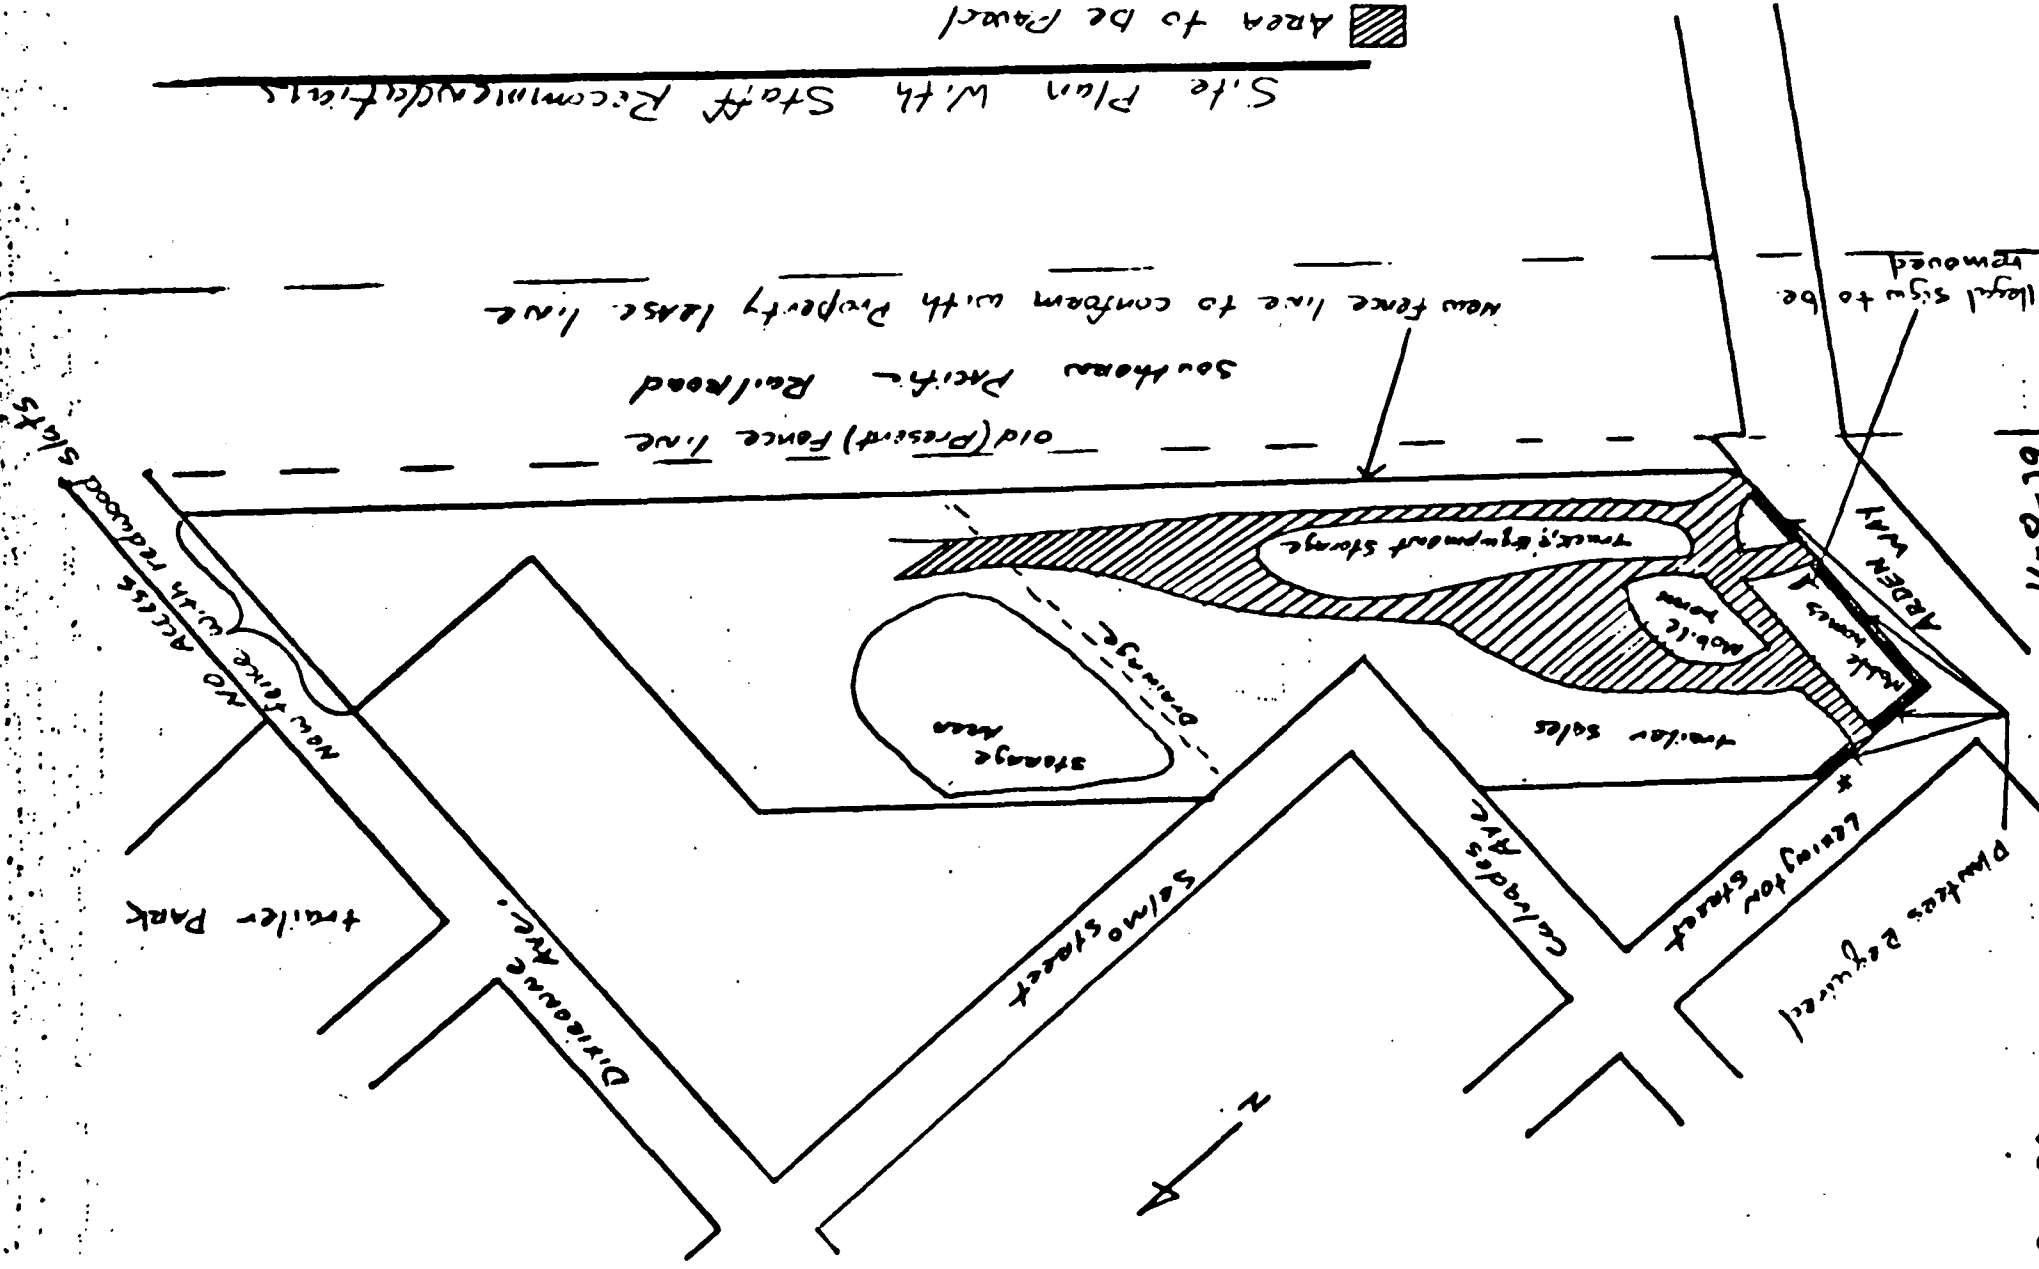 Planters Required
Lexington Street
*
Calvados Ave
Selmo Street
Dixieanne Ave.
trailer PARK
N
trailer sales
Storage Area
Drainage
Mobile homes
Mobile home
Truck & Equipment Storage
ARDEN WAY
New fence with redwood slats
NO ACCESS
old (Present) Fence line
Southern Pacific Railroad
New fence line to conform with Property lease line
Illegal sign to be removed
Site Plan With Staff Recommendations
AREA to be Paved